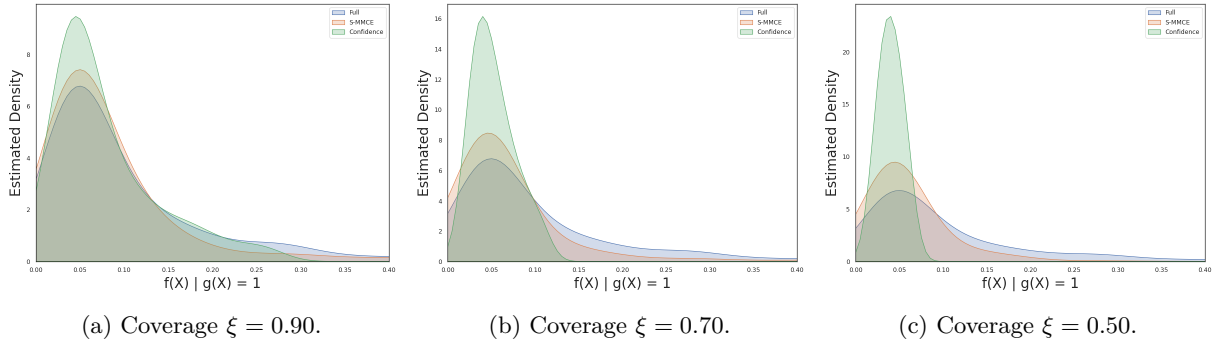 Full
S-MMCE
Confidence
Estimated Density
8
6
4
2
0
0.00 0.05 0.10 0.15 0.20 0.25 0.30 0.35 0.40
f(X) | g(X) = 1
(a) Coverage ξ = 0.90.
Full
S-MMCE
Confidence
Estimated Density
16
14
12
10
8
6
4
2
0
0.00 0.05 0.10 0.15 0.20 0.25 0.30 0.35 0.40
f(X) | g(X) = 1
(b) Coverage ξ = 0.70.
Full
S-MMCE
Confidence
Estimated Density
20
15
10
5
0
0.00 0.05 0.10 0.15 0.20 0.25 0.30 0.35 0.40
f(X) | g(X) = 1
(c) Coverage ξ = 0.50.